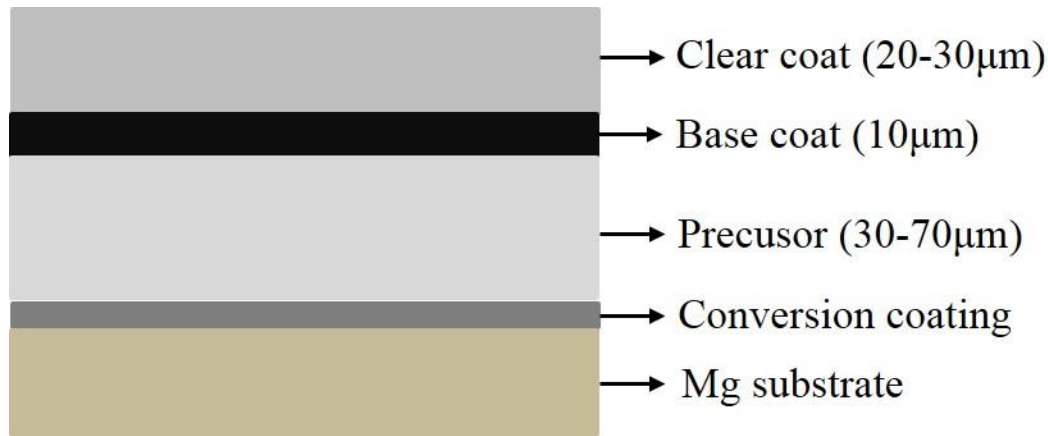 Clear coat (20-30μm)
Base coat (10μm)
Precusor (30-70μm)
Conversion coating
Mg substrate